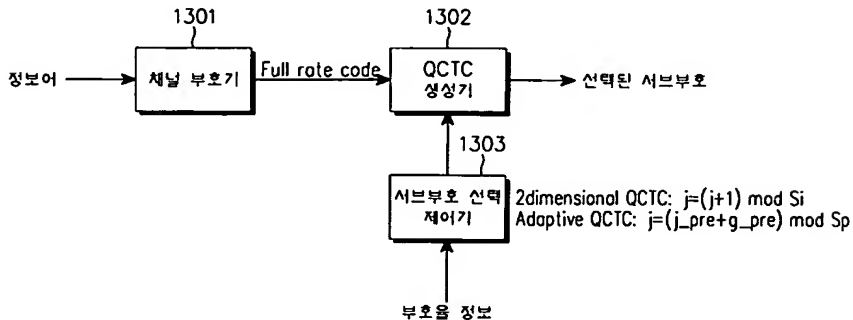 1301
1302
정보어
채널 부호기
Full rate code
QCTC
생성기
선택된 서브부호
1303
서브부호 선택
제어기
2dimensional QCTC: j=(j+1) mod Si
Adaptive QCTC: j=(j_pre+g_pre) mod Sp
부호율 정보